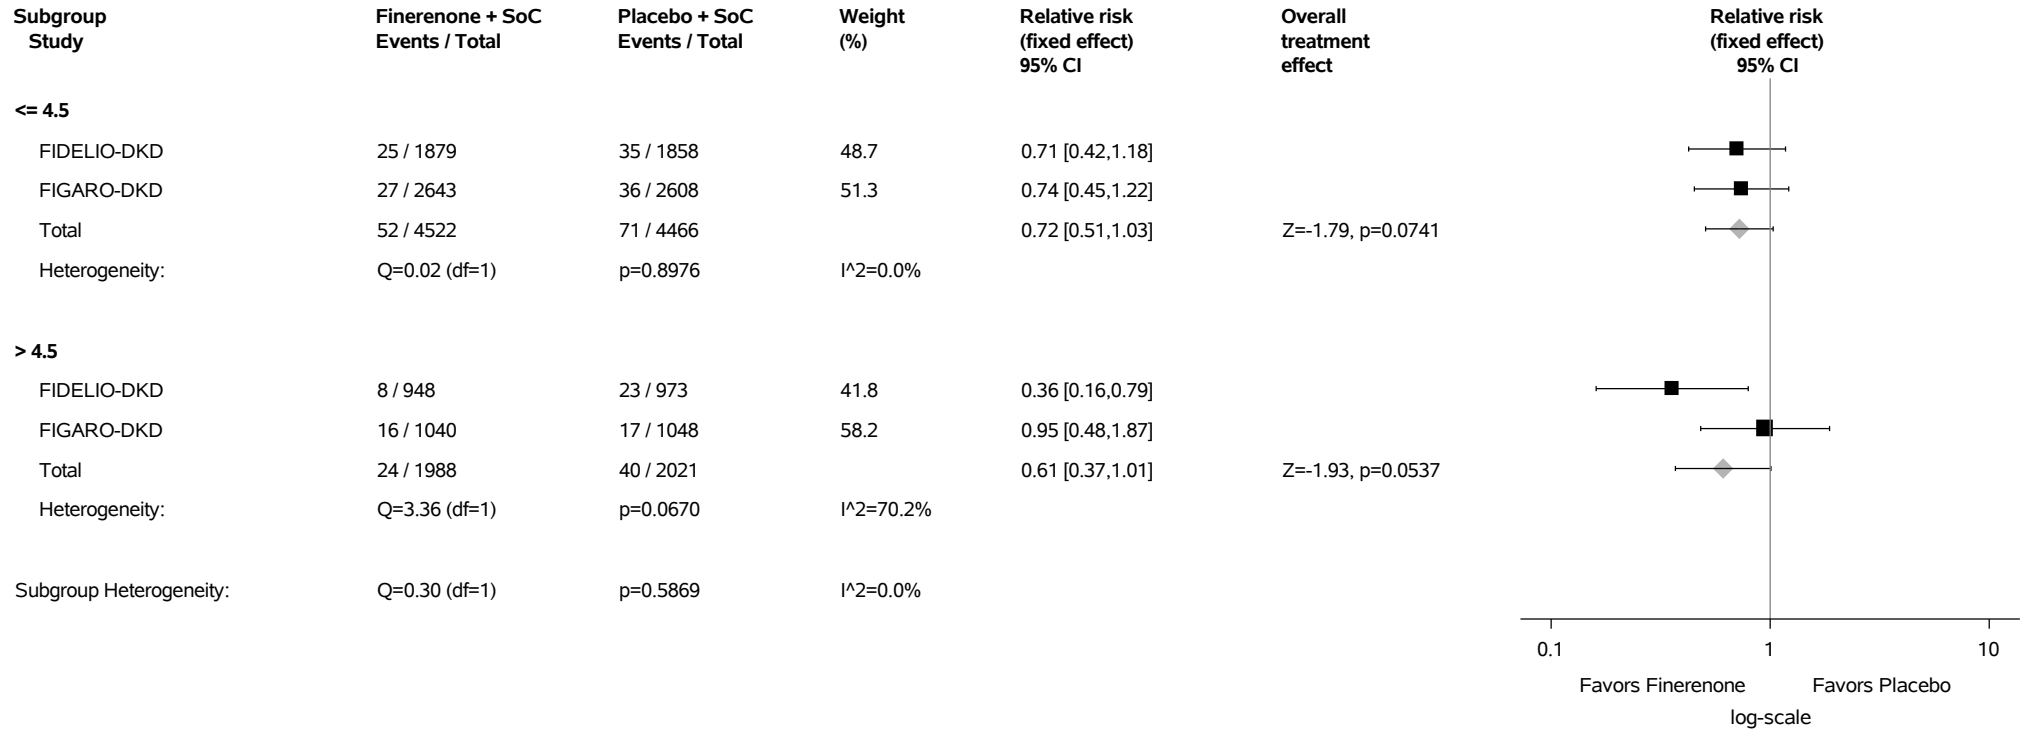 Subgroup Finerenone + SoC Placebo + SoC Weight Relative risk Overall Relative risk
Study Events / Total Events / Total (%) (fixed effect) treatment (fixed effect)
95% CI effect 95% CI
<= 4.5
FIDELIO-DKD 25 / 1879 35 / 1858 48.7 0.71 [0.42,1.18]
FIGARO-DKD 27 / 2643 36 / 2608 51.3 0.74 [0.45,1.22]
Total 52 / 4522 71 / 4466 0.72 [0.51,1.03] Z=-1.79, p=0.0741
Heterogeneity: Q=0.02 (df=1) p=0.8976 I^2=0.0%
> 4.5
FIDELIO-DKD 8 / 948 23 / 973 41.8 0.36 [0.16,0.79]
FIGARO-DKD 16 / 1040 17 / 1048 58.2 0.95 [0.48,1.87]
Total 24 / 1988 40 / 2021 0.61 [0.37,1.01] Z=-1.93, p=0.0537
Heterogeneity: Q=3.36 (df=1) p=0.0670 I^2=70.2%
Subgroup Heterogeneity: Q=0.30 (df=1) p=0.5869 I^2=0.0%
0.1 1 10
Favors Finerenone Favors Placebo
log-scale